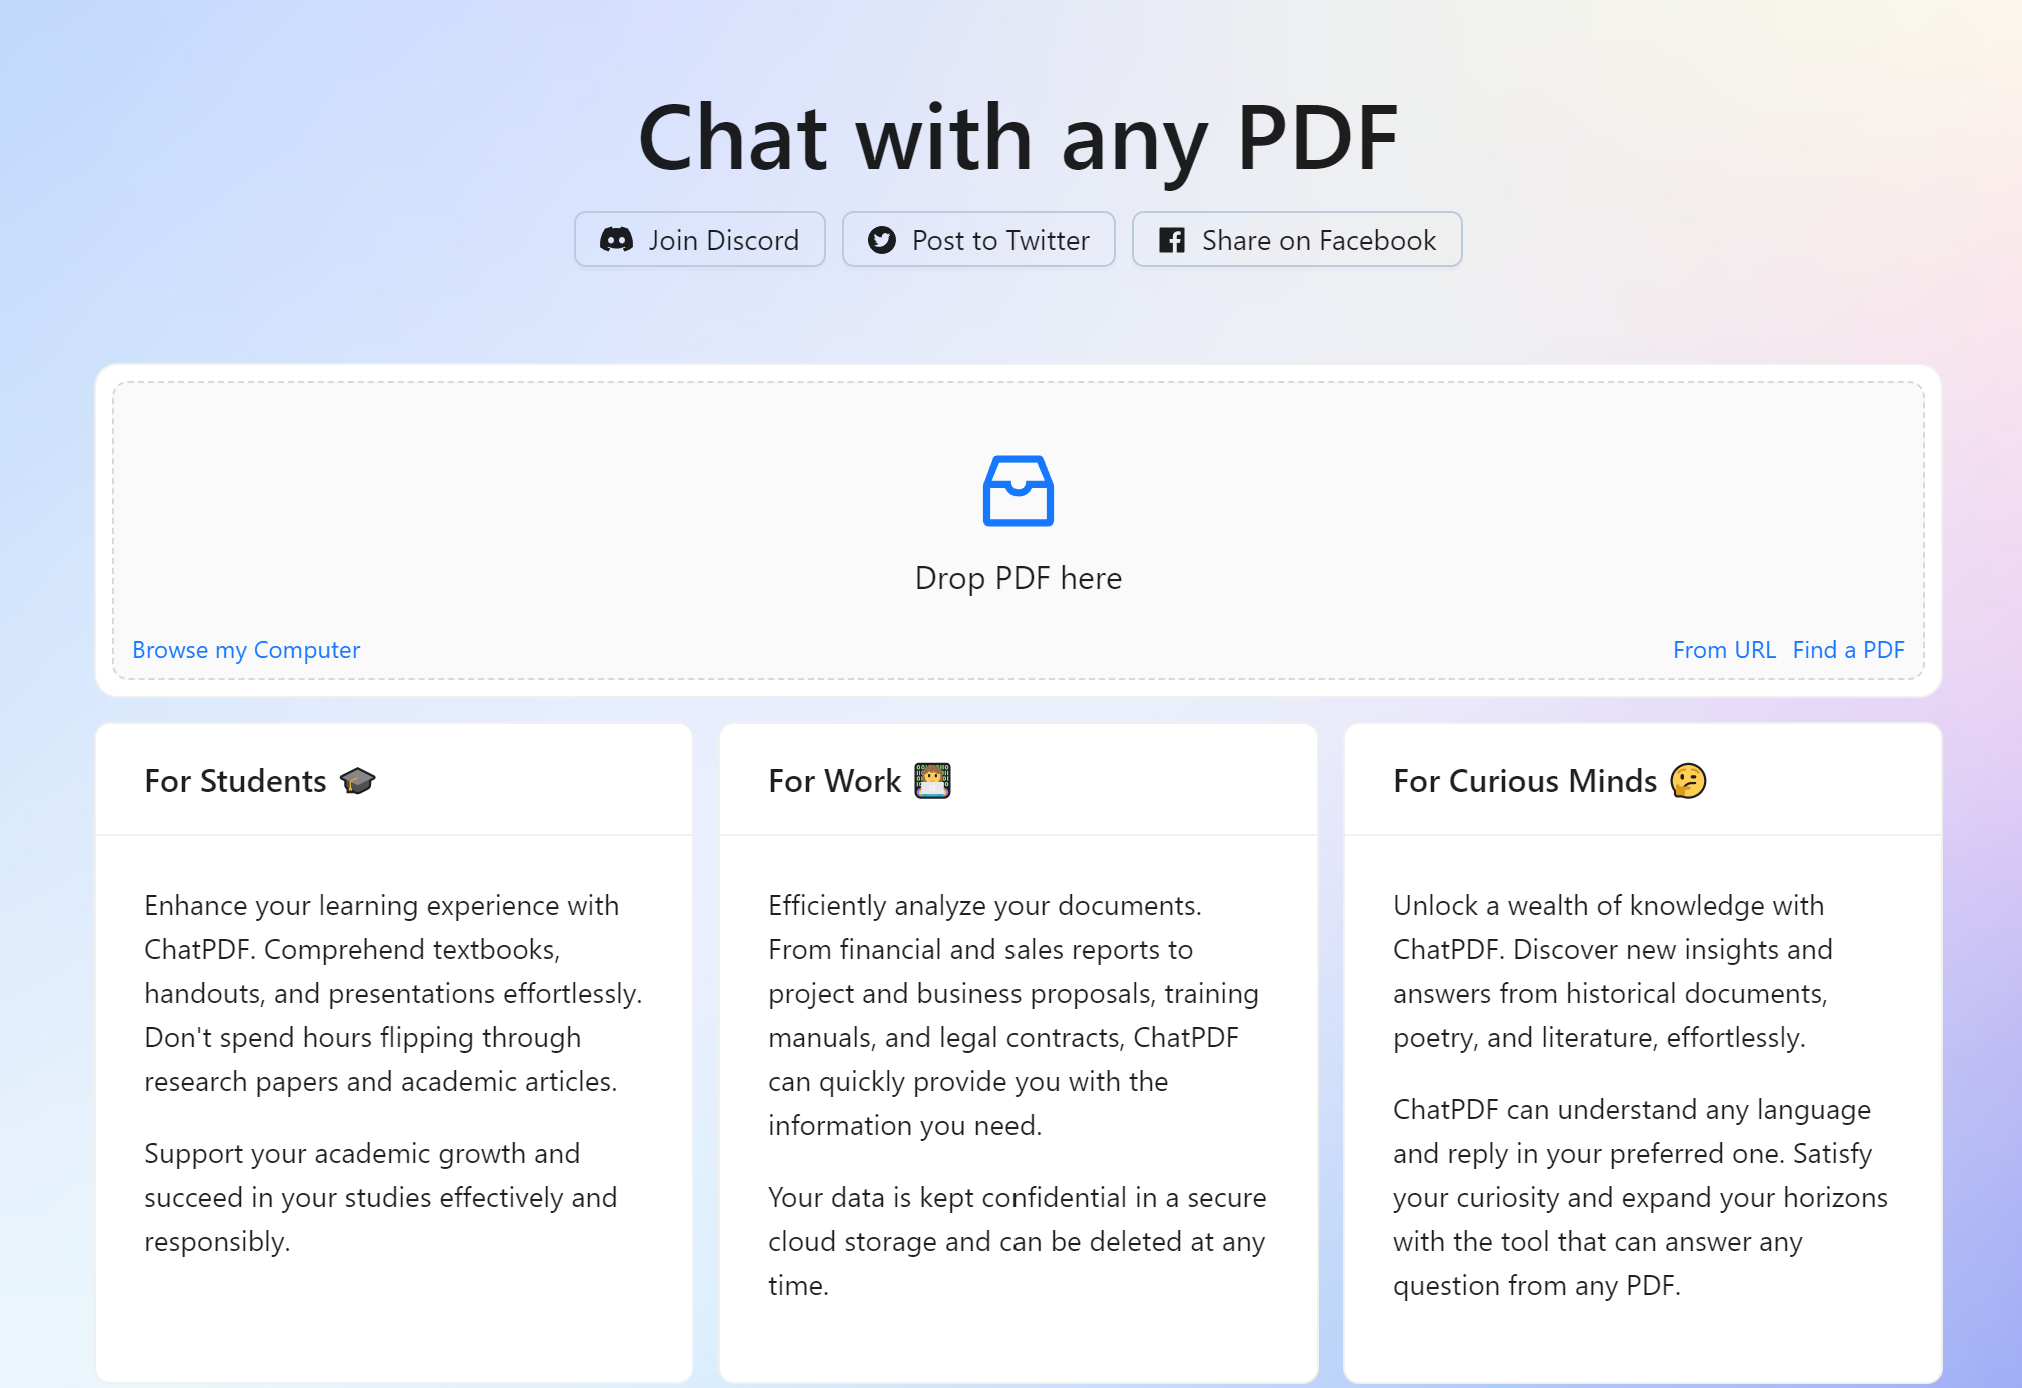 Chat with any PDF
Join Discord
Post to Twitter
Share on Facebook
Drop PDF here
Browse my Computer
From URL
Find a PDF
For Students
Enhance your learning experience with
ChatPDF. Comprehend textbooks,
handouts, and presentations effortlessly.
Don't spend hours flipping through
research papers and academic articles.
Support your academic growth and
succeed in your studies effectively and
responsibly.
For Work
Efficiently analyze your documents.
From financial and sales reports to
project and business proposals, training
manuals, and legal contracts, ChatPDF
can quickly provide you with the
information you need.
Your data is kept confidential in a secure
cloud storage and can be deleted at any
time.
For Curious Minds
Unlock a wealth of knowledge with
ChatPDF. Discover new insights and
answers from historical documents,
poetry, and literature, effortlessly.
ChatPDF can understand any language
and reply in your preferred one. Satisfy
your curiosity and expand your horizons
with the tool that can answer any
question from any PDF.